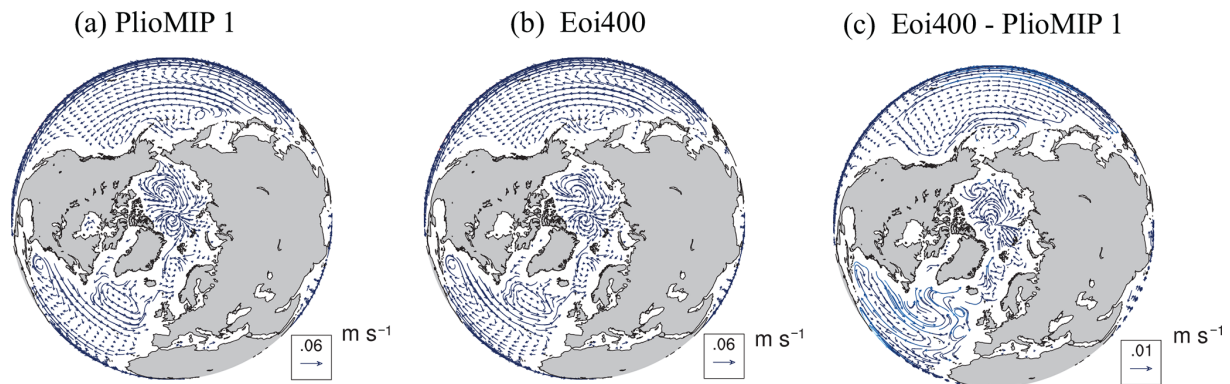 (a) PlioMIP 1
(b) Eoi400
(c) Eoi400 - PlioMIP 1
.06
m s⁻¹
.06
m s⁻¹
.01
m s⁻¹